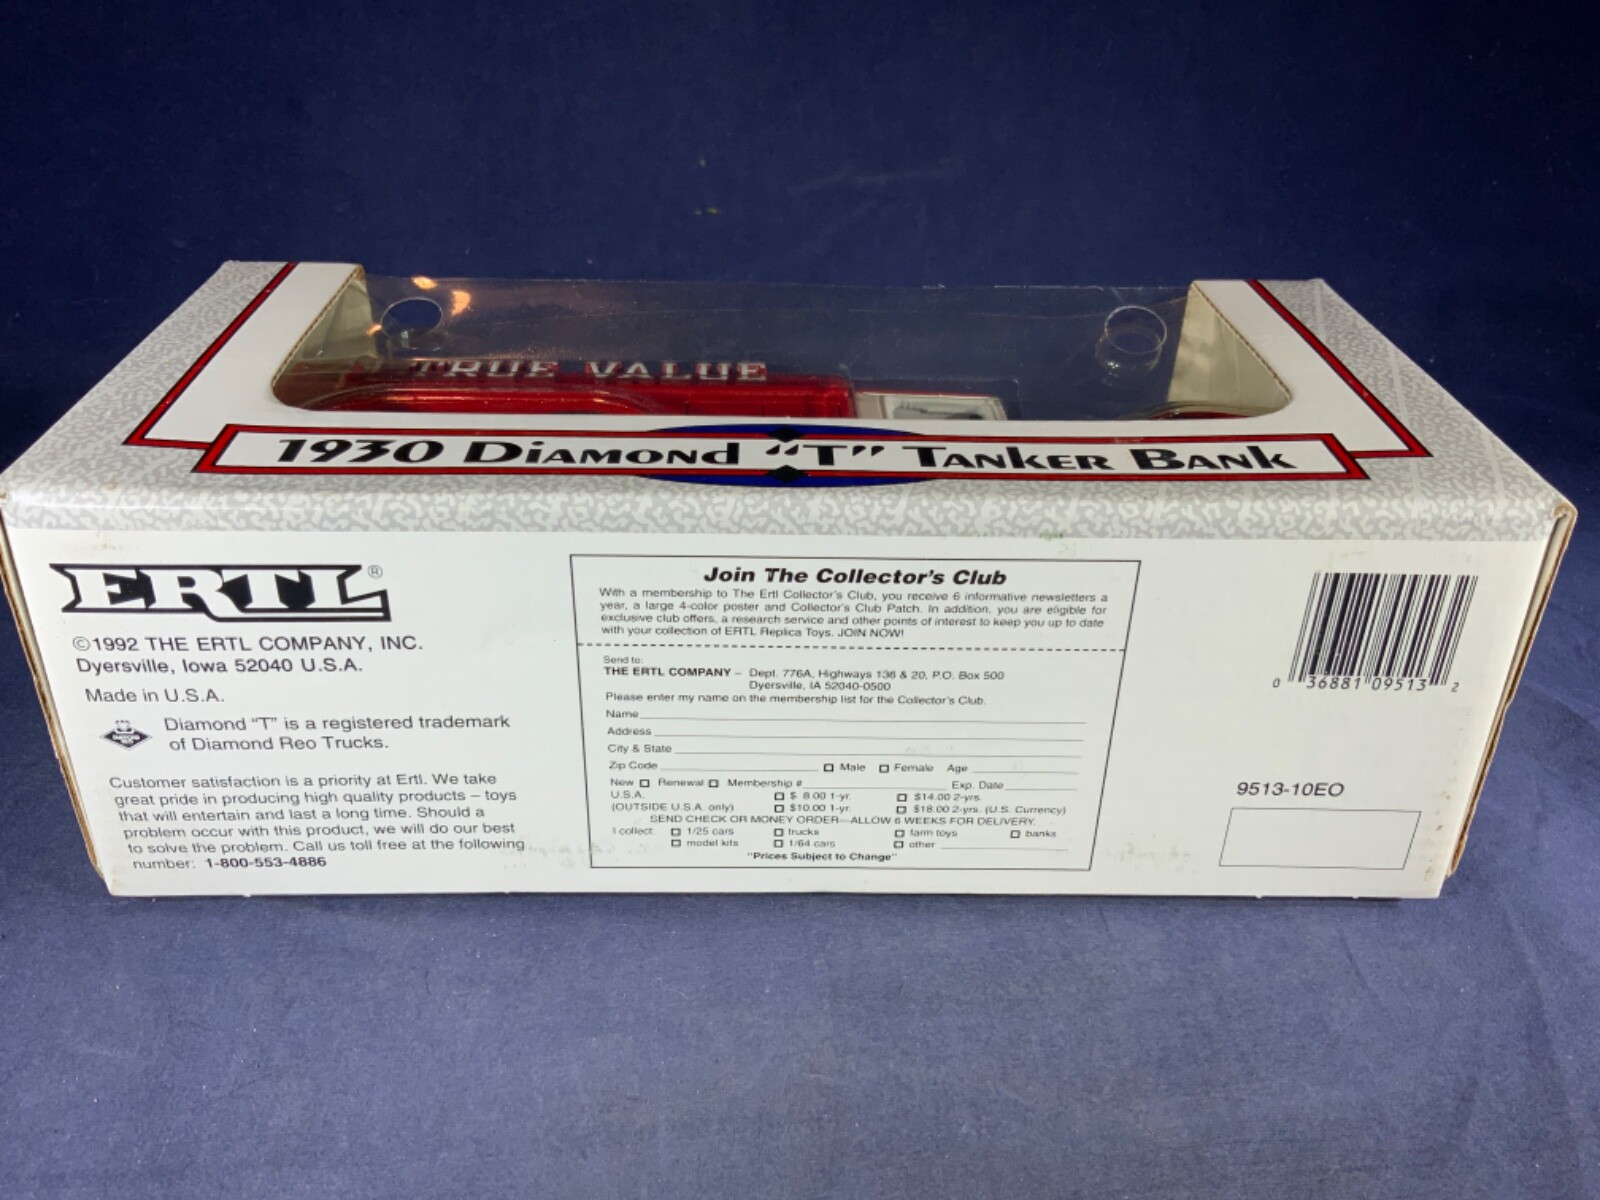 TRUE VALUE
1930 DIAMOND "T" TANKER BANK
ERTL®
©1992 THE ERTL COMPANY, INC.
Dyersville, Iowa 52040 U.S.A.
Made in U.S.A.
Diamond "T" is a registered trademark
of Diamond Reo Trucks.
Customer satisfaction is a priority at Ertl. We take
great pride in producing high quality products – toys
that will entertain and last a long time. Should a
problem occur with this product, we will do our best
to solve the problem. Call us toll free at the following
number: 1-800-553-4886
Join The Collector's Club
With a membership to The Ertl Collector's Club, you receive 6 informative newsletters a
year, a large 4-color poster and Collector's Club Patch. In addition, you are eligible for
exclusive club offers, a research service and other points of interest to keep you up to date
with your collection of ERTL Replica Toys. JOIN NOW!
Send to:
THE ERTL COMPANY – Dept. 776A, Highways 136 & 20, P.O. Box 500
Dyersville, IA 52040-0500
Please enter my name on the membership list for the Collector's Club.
Name
Address
City & State
Zip Code Male Female Age
New Renewal Membership # Exp. Date
U.S.A. $ 8.00 1-yr. $14.00 2-yrs.
(OUTSIDE U.S.A. only) $10.00 1-yr. $18.00 2-yrs. (U.S. Currency)
SEND CHECK OR MONEY ORDER—ALLOW 6 WEEKS FOR DELIVERY.
I collect: 1/25 cars trucks farm toys banks
model kits 1/64 cars other
"Prices Subject to Change"
0 36881 09513 2
9513-10EO